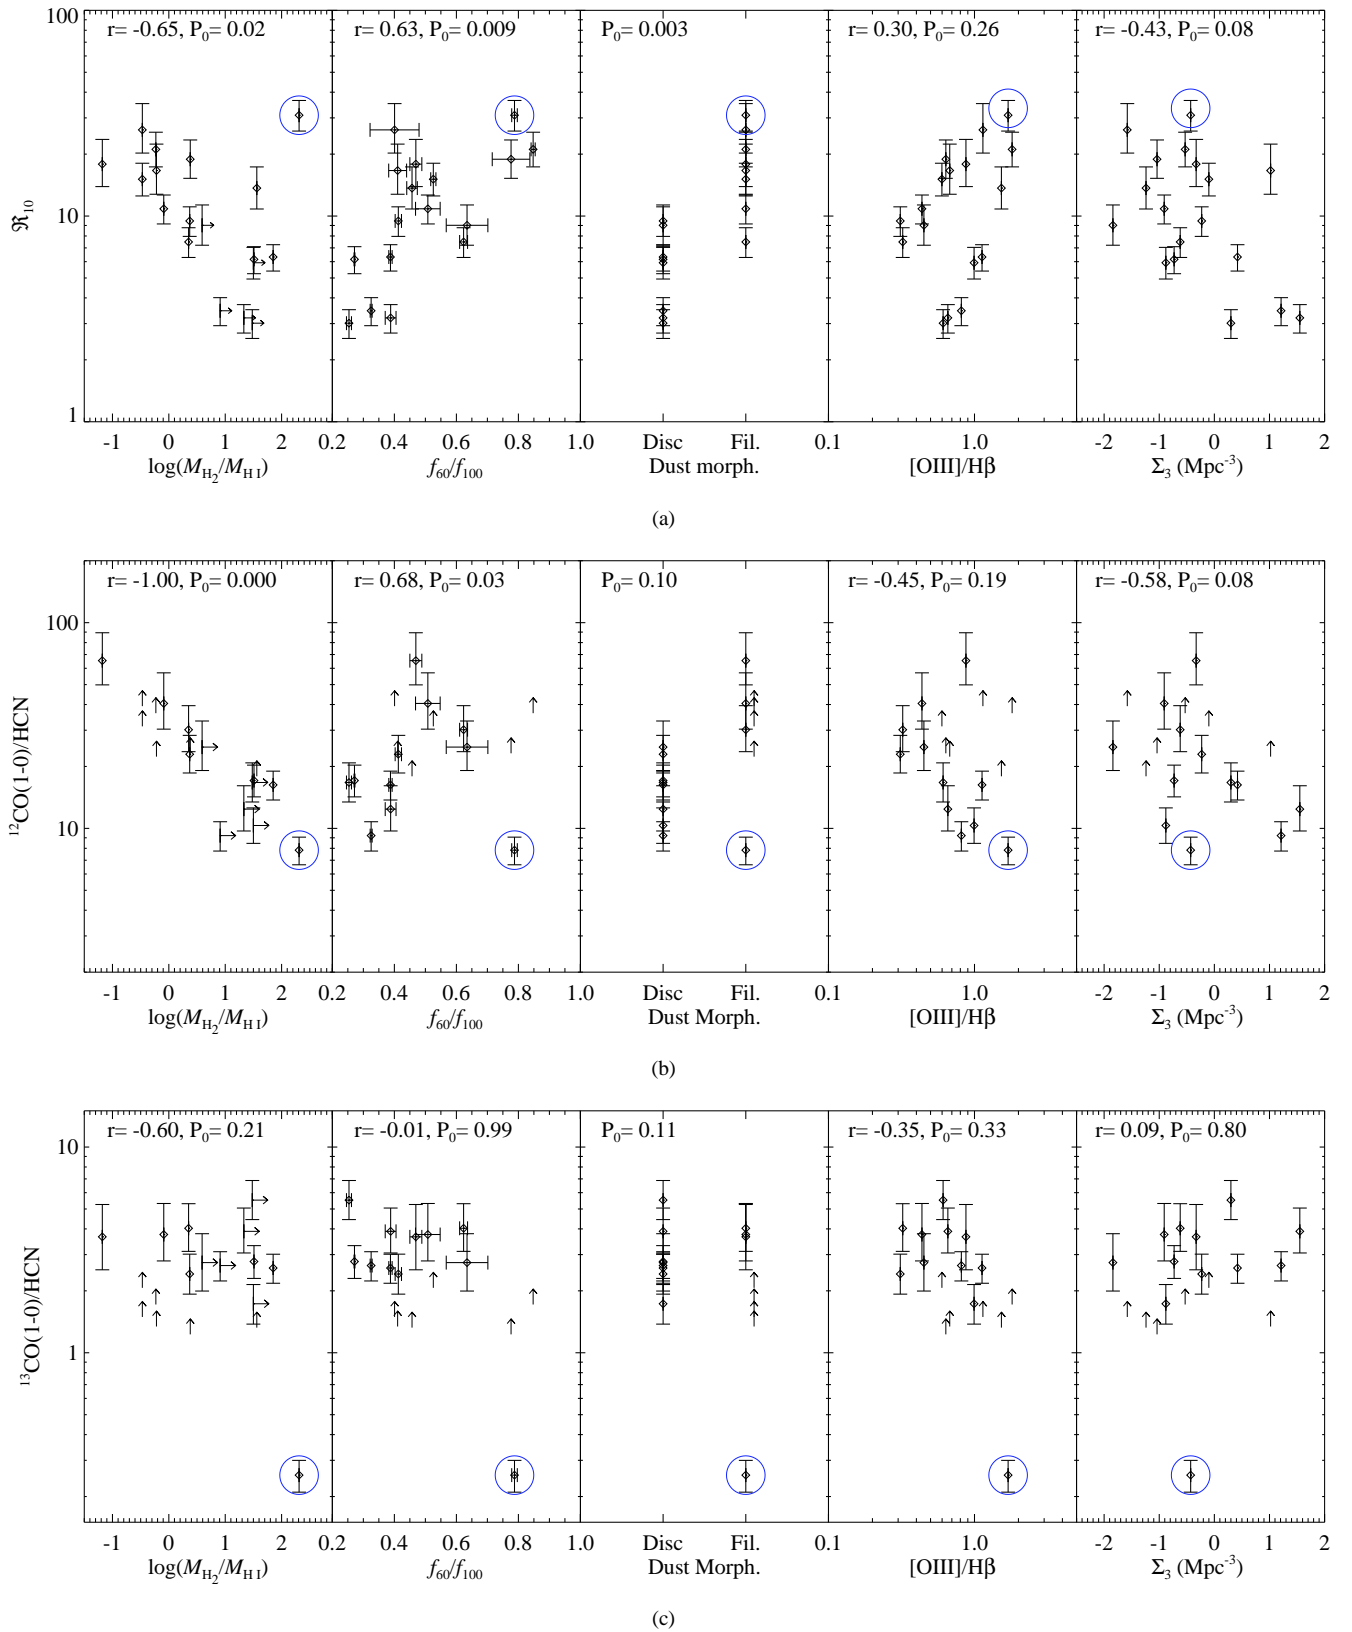 100
10
1
ℜ10
r= -0.65, P0= 0.02
r= 0.63, P0= 0.009
P0= 0.003
r= 0.30, P0= 0.26
r= -0.43, P0= 0.08
-1 0 1 2 0.2 0.4 0.6 0.8 1.0 Disc Fil. 0.1 1.0 -2 -1 0 1 2
log(MH2/MH I) f60/f100 Dust morph. [OIII]/Hβ Σ3 (Mpc-3)
(a)
100
10
12CO(1-0)/HCN
r= -1.00, P0= 0.000
r= 0.68, P0= 0.03
P0= 0.10
r= -0.45, P0= 0.19
r= -0.58, P0= 0.08
-1 0 1 2 0.2 0.4 0.6 0.8 1.0 Disc Fil. 0.1 1.0 -2 -1 0 1 2
log(MH2/MH I) f60/f100 Dust Morph. [OIII]/Hβ Σ3 (Mpc-3)
(b)
10
1
13CO(1-0)/HCN
r= -0.60, P0= 0.21
r= -0.01, P0= 0.99
P0= 0.11
r= -0.35, P0= 0.33
r= 0.09, P0= 0.80
-1 0 1 2 0.2 0.4 0.6 0.8 1.0 Disc Fil. 0.1 1.0 -2 -1 0 1 2
log(MH2/MH I) f60/f100 Dust Morph. [OIII]/Hβ Σ3 (Mpc-3)
(c)